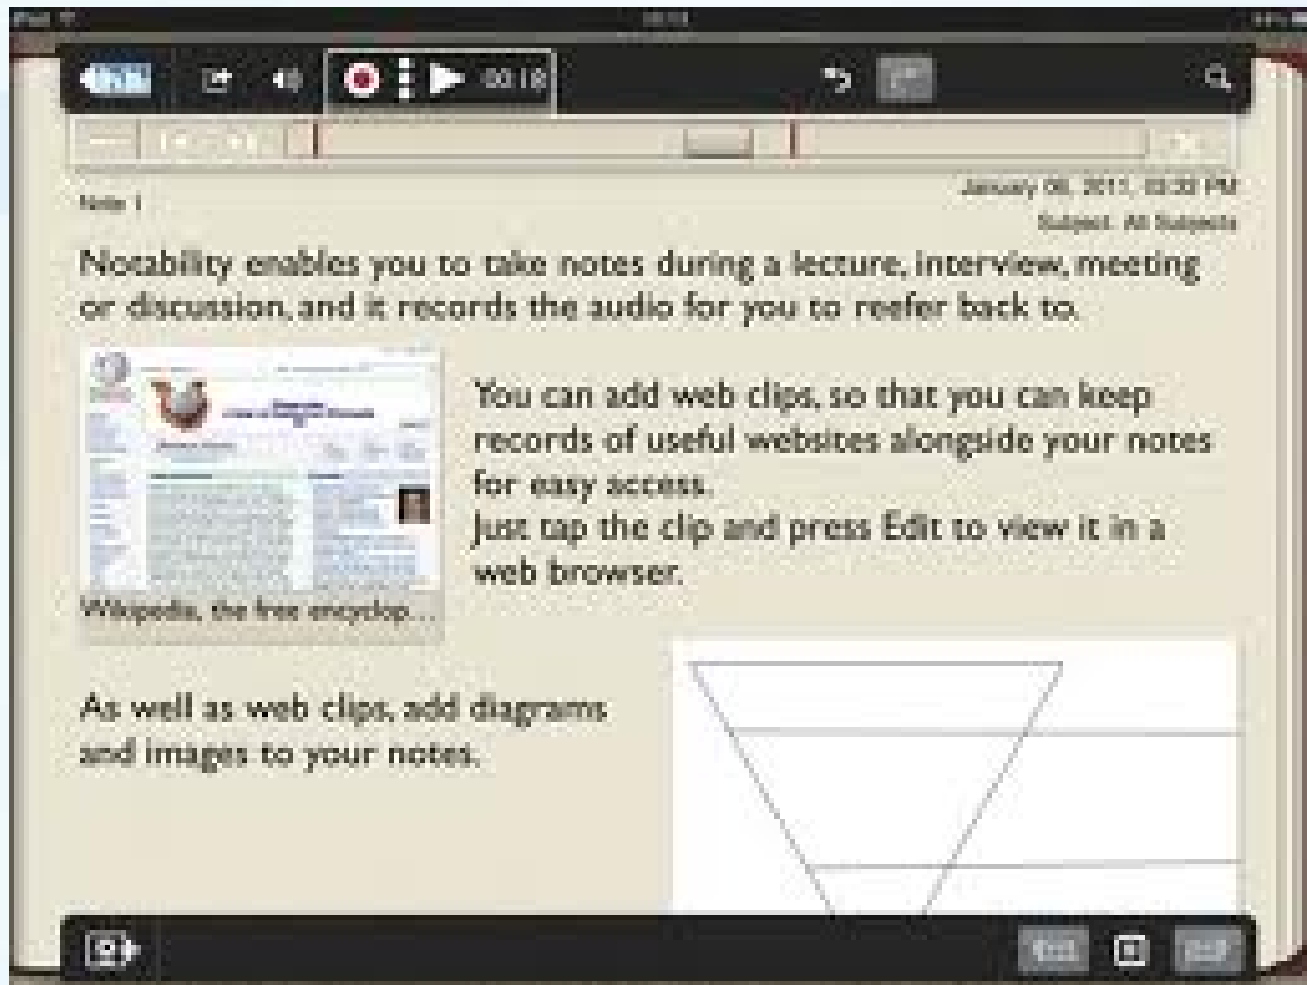 00:18
Note 1
January 09, 2011, 03:32 PM
Subject: All Subjects
Notability enables you to take notes during a lecture, interview, meeting
or discussion, and it records the audio for you to reefer back to.
You can add web clips, so that you can keep
records of useful websites alongside your notes
for easy access.
Just tap the clip and press Edit to view it in a
web browser.
Wikipedia, the free encyclop...
As well as web clips, add diagrams
and images to your notes.